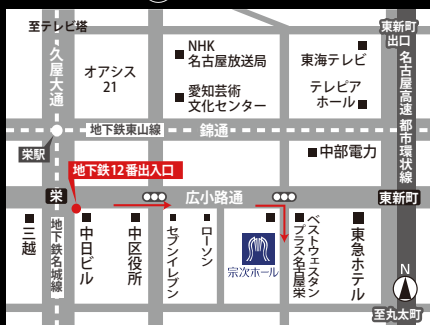 至テレビ塔
久屋大通
オアシス
21
NHK
名古屋放送局
愛知芸術
文化センター
東海テレビ
テレピア
ホール
東新町
出口
名古屋高速 都市環状線
地下鉄東山線
錦通
栄駅
中部電力
地下鉄12番出入口
栄
広小路通
東新町
三越
地下鉄名城線
中日ビル
中区役所
セブンイレブン
ローソン
宗次ホール
ベストウェスタン
プラス名古屋栄
東急ホテル
N
至丸太町